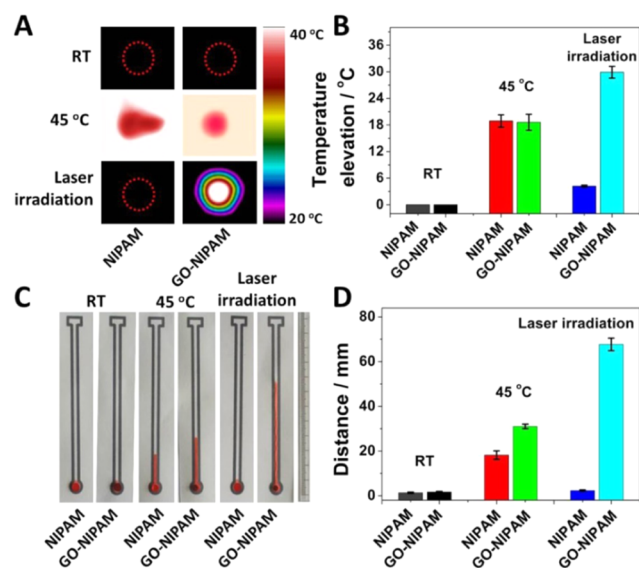 A
RT
45 °C
Laser
irradiation
NIPAM
GO-NIPAM
40 °C
Temperature
20 °C
B
Temperature
elevation / °C
36
30
24
18
12
6
0
RT
45 °C
Laser
irradiation
NIPAM
GO-NIPAM
NIPAM
GO-NIPAM
NIPAM
GO-NIPAM
C
RT
45 °C
Laser
irradiation
NIPAM
GO-NIPAM
NIPAM
GO-NIPAM
NIPAM
GO-NIPAM
D
Distance / mm
80
60
40
20
0
RT
45 °C
Laser irradiation
NIPAM
GO-NIPAM
NIPAM
GO-NIPAM
NIPAM
GO-NIPAM